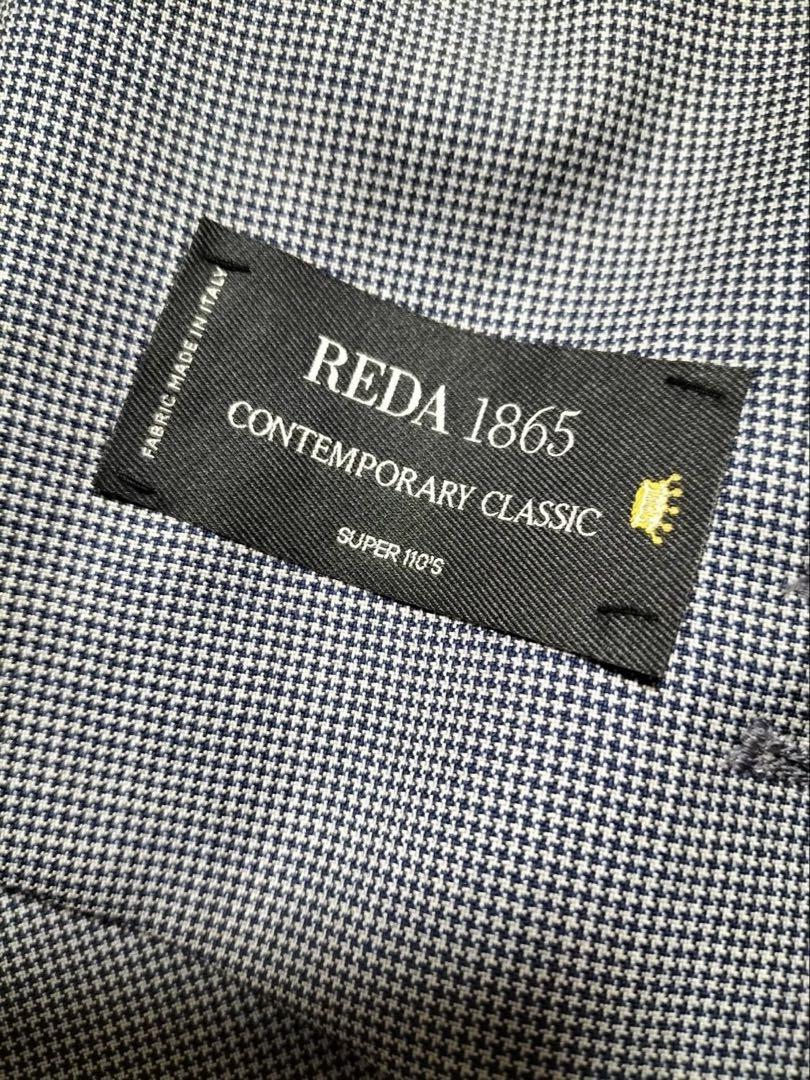 FABRIC MADE IN ITALY
REDA 1865
CONTEMPORARY CLASSIC
SUPER 110'S